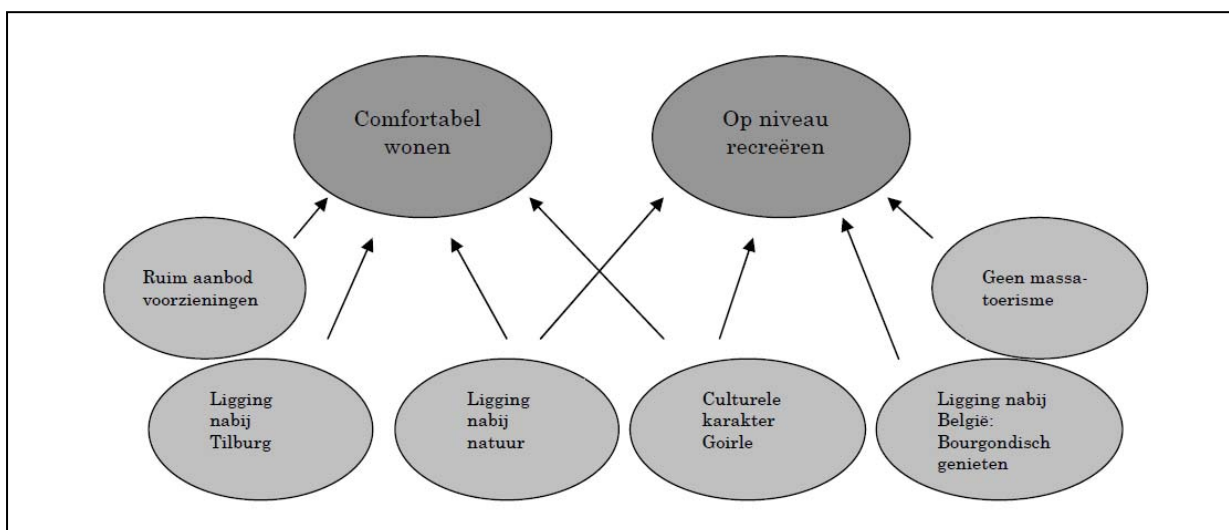 Comfortabel
wonen
Op niveau
recreëren
Ruim aanbod
voorzieningen
Geen massa-
toerisme
Ligging
nabij
Tilburg
Ligging
nabij
natuur
Culturele
karakter
Goirle
Ligging nabij
België:
Bourgondisch
genieten